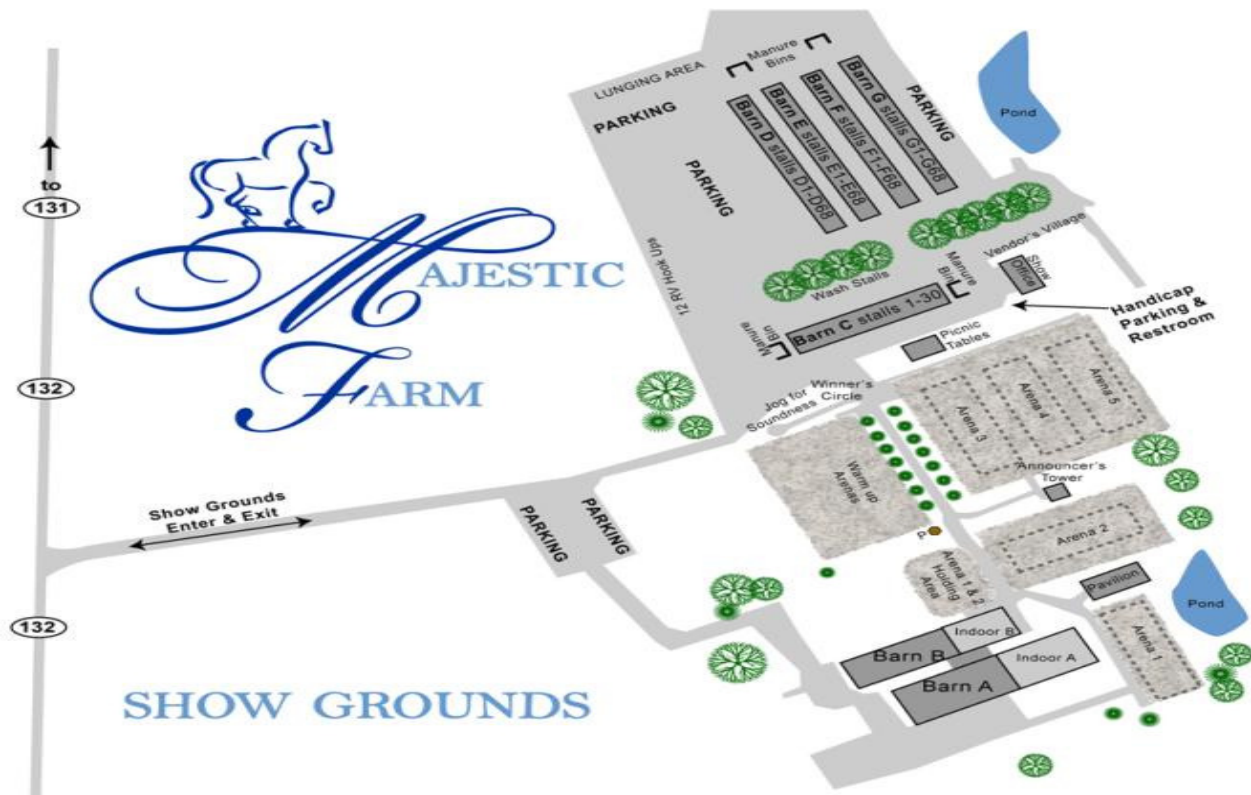 LUNGING AREA
Manure
Bins
PARKING
PARKING
PARKING
Barn D stalls D1-D68
Barn E stalls E1-E68
Barn F stalls F1-F68
Barn G stalls G1-G68
Pond
to
131
MAJESTIC
FARM
12 RV Hook Ups
Wash Stalls
Vendor's Village
Manure
Bin
Show
Office
Barn C stalls 1-30
Manure
Bin
Handicap
Parking &
Restroom
Picnic
Tables
132
Jog for
Soundness
Winner's
Circle
Arena 3
Arena 4
Arena 5
Warm up
Arenas
Announcer's
Tower
Show Grounds
Enter & Exit
PARKING
PARKING
P
Arena 2
Arena 1 & 2
Holding
Area
Pavilion
Pond
132
Indoor B
Barn B
Indoor A
Barn A
Arena 1
SHOW GROUNDS